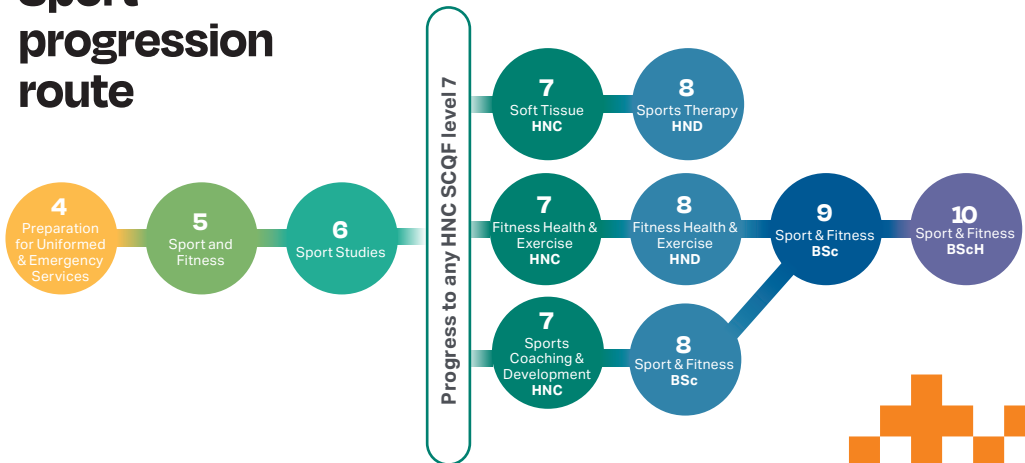 Sport
progression
route
4
Preparation
for Uniformed
& Emergency
Services
5
Sport and
Fitness
6
Sport Studies
Progress to any HNC SCQF level 7
7
Soft Tissue
HNC
8
Sports Therapy
HND
7
Fitness Health &
Exercise
HNC
8
Fitness Health &
Exercise
HND
9
Sport & Fitness
BSc
10
Sport & Fitness
BScH
7
Sports
Coaching &
Development
HNC
8
Sport & Fitness
BSc